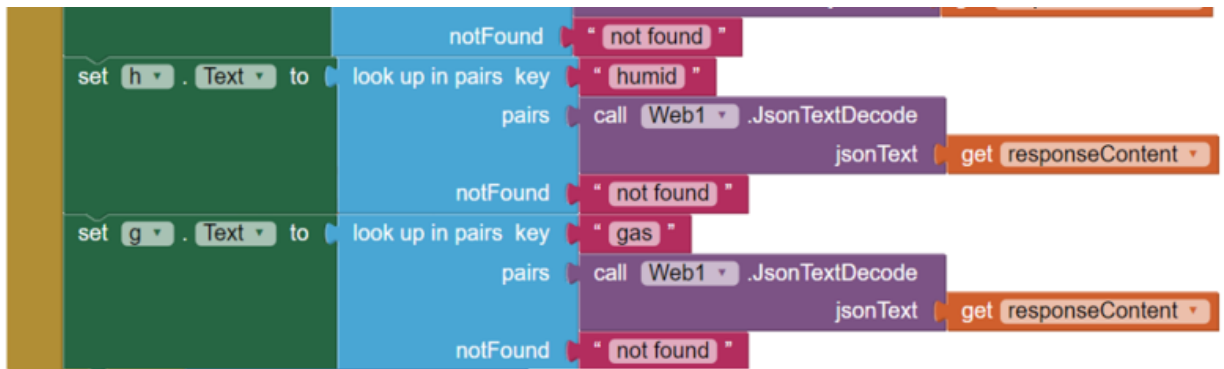 notFound " not found "
set h . Text to look up in pairs key " humid "
pairs call Web1 .JsonTextDecode
jsonText get responseContent
notFound " not found "
set g . Text to look up in pairs key " gas "
pairs call Web1 .JsonTextDecode
jsonText get responseContent
notFound " not found "